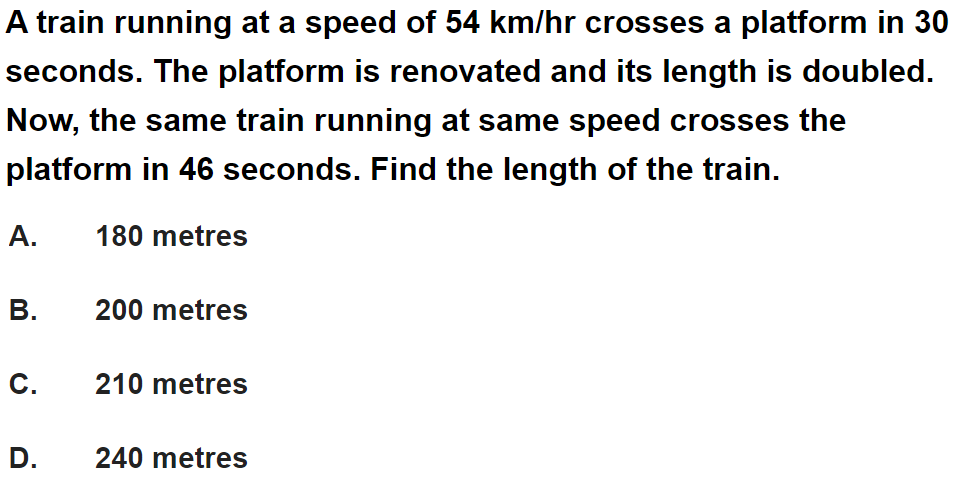 A train running at a speed of 54 km/hr crosses a platform in 30
seconds. The platform is renovated and its length is doubled.
Now, the same train running at same speed crosses the
platform in 46 seconds. Find the length of the train.
A. 180 metres
B. 200 metres
C. 210 metres
D. 240 metres